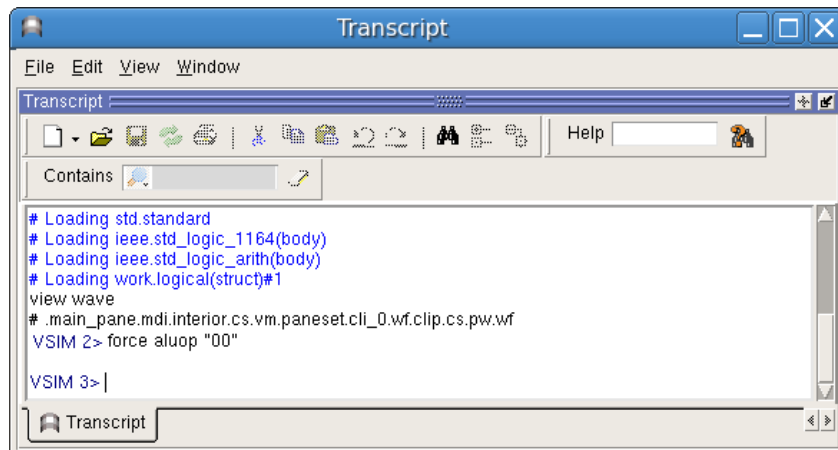 Transcript
File Edit View Window
Transcript
Help
Contains
# Loading std.standard
# Loading ieee.std_logic_1164(body)
# Loading ieee.std_logic_arith(body)
# Loading work.logical(struct)#1
view wave
# .main_pane.mdi.interior.cs.vm.paneset.cli_0.wf.clip.cs.pw.wf
VSIM 2> force aluop "00"
VSIM 3>
Transcript